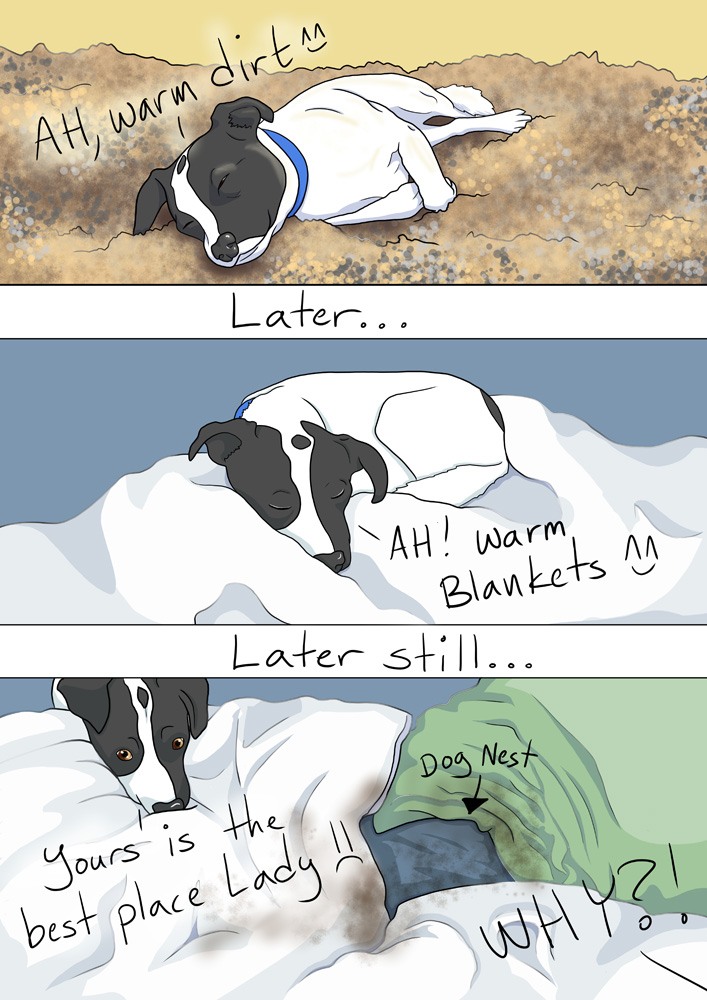 AH, warm dirt ^^
Later...
AH! warm
Blankets ^^
Later still...
Dog Nest
Yours is the
best place Lady!!
WHY?!